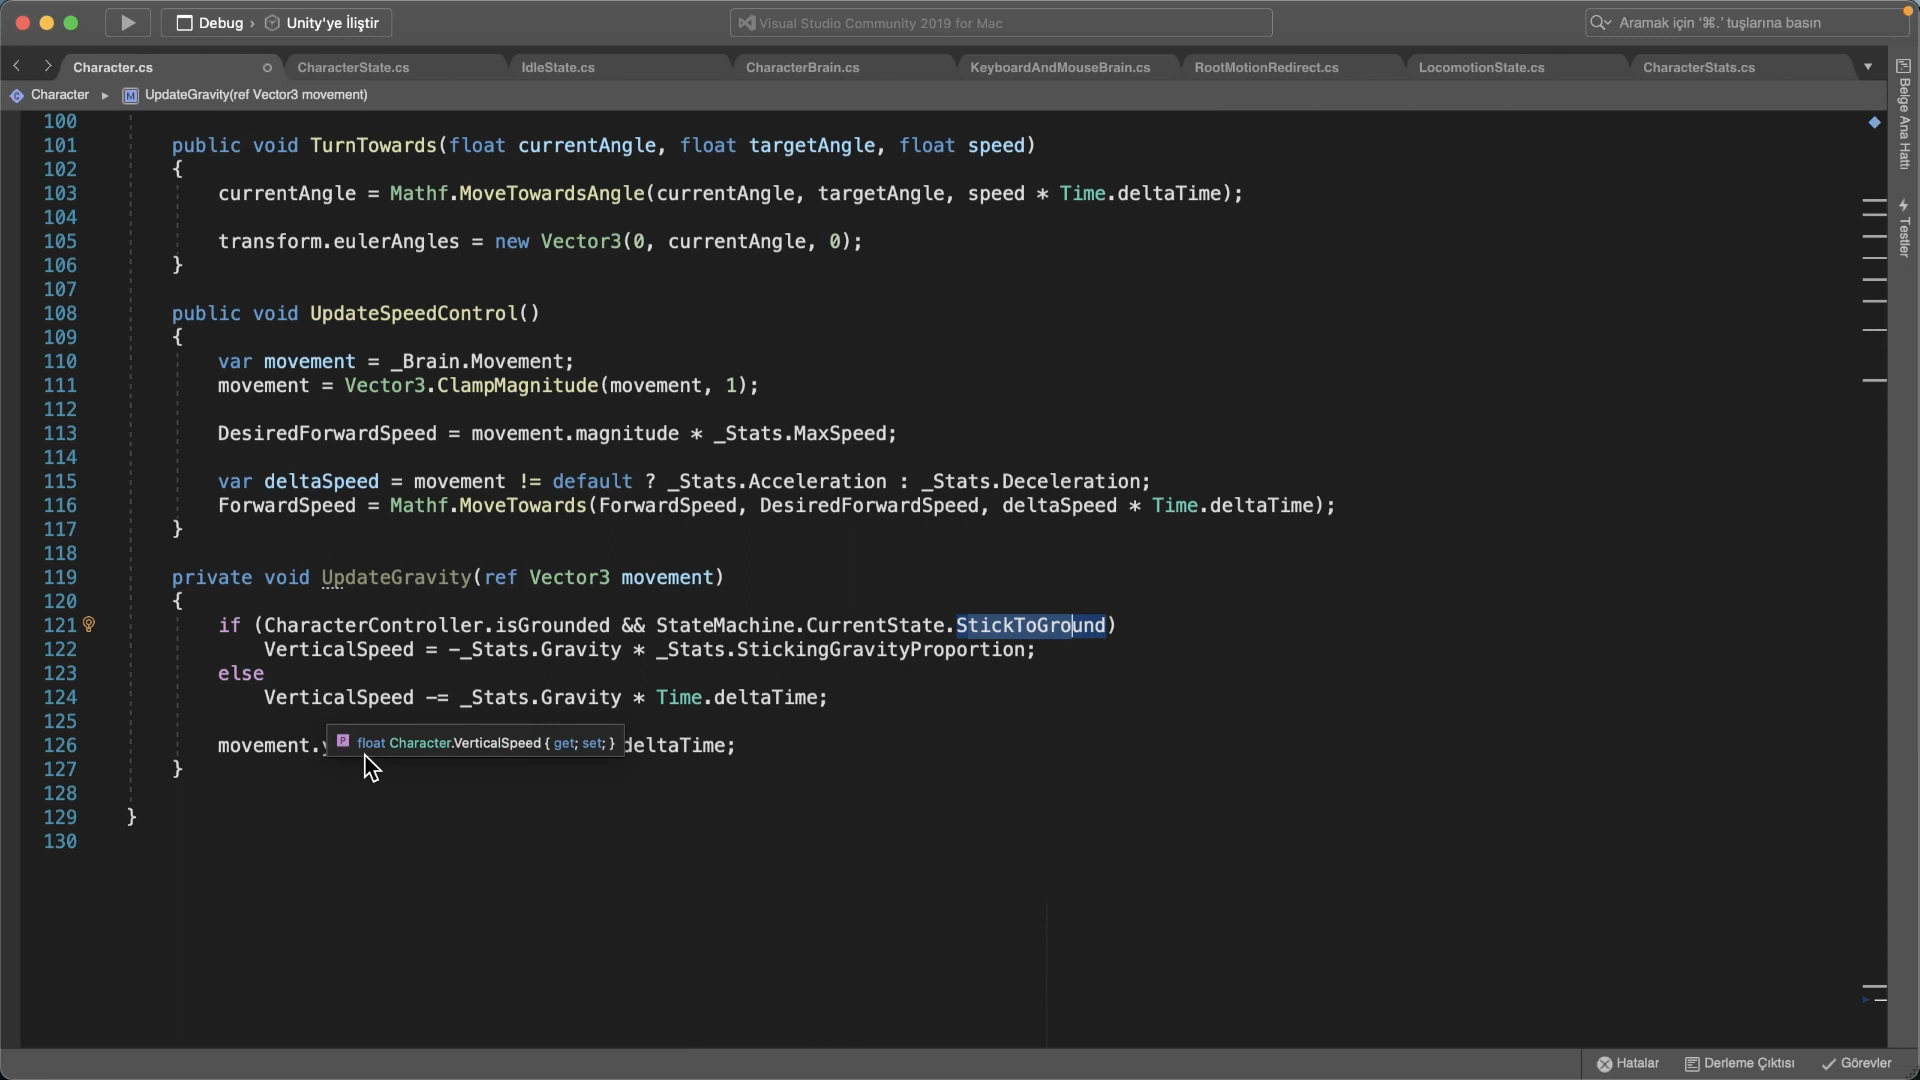 Debug › Unity'ye İliştir
Visual Studio Community 2019 for Mac
Aramak için '⌘.' tuşlarına basın
Character.cs
CharacterState.cs
IdleState.cs
CharacterBrain.cs
KeyboardAndMouseBrain.cs
RootMotionRedirect.cs
LocomotionState.cs
CharacterStats.cs
Character ▸ M UpdateGravity(ref Vector3 movement)
Belge Ana Hattı
Testler
100
101 public void TurnTowards(float currentAngle, float targetAngle, float speed)
102 {
103 currentAngle = Mathf.MoveTowardsAngle(currentAngle, targetAngle, speed * Time.deltaTime);
104
105 transform.eulerAngles = new Vector3(0, currentAngle, 0);
106 }
107
108 public void UpdateSpeedControl()
109 {
110 var movement = _Brain.Movement;
111 movement = Vector3.ClampMagnitude(movement, 1);
112
113 DesiredForwardSpeed = movement.magnitude * _Stats.MaxSpeed;
114
115 var deltaSpeed = movement != default ? _Stats.Acceleration : _Stats.Deceleration;
116 ForwardSpeed = Mathf.MoveTowards(ForwardSpeed, DesiredForwardSpeed, deltaSpeed * Time.deltaTime);
117 }
118
119 private void UpdateGravity(ref Vector3 movement)
120 {
121 if (CharacterController.isGrounded && StateMachine.CurrentState.StickToGround)
122 VerticalSpeed = -_Stats.Gravity * _Stats.StickingGravityProportion;
123 else
124 VerticalSpeed -= _Stats.Gravity * Time.deltaTime;
125
P float Character.VerticalSpeed { get; set; }
126 movement. deltaTime;
127 }
128
129 }
130
Hatalar
Derleme Çıktısı
Görevler